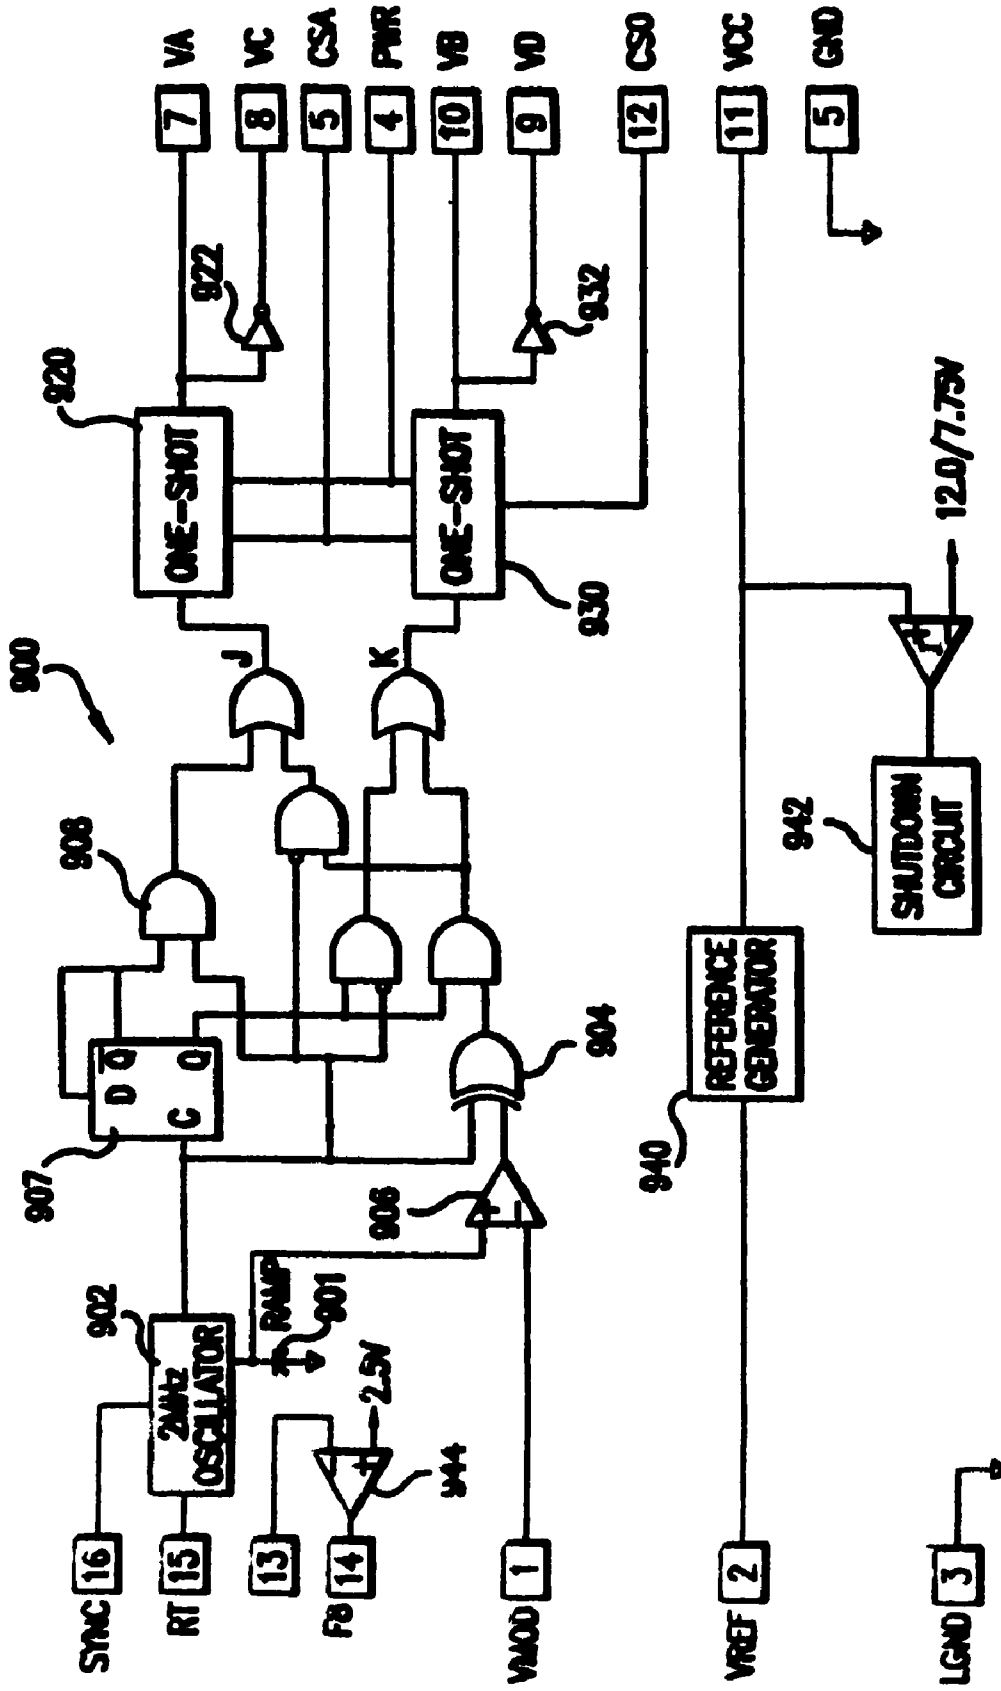 900
SYNC
16
RT
15
13
FB
14
VMOD
1
VREF
2
LGND
3
902
2MHz
OSCILLATOR
RAMP
901
2.5V
944
907
D
Q
C
Q
906
+
−
904
908
J
K
920
ONE-SHOT
ONE-SHOT
930
922
932
940
REFERENCE
GENERATOR
942
SHUTDOWN
CIRCUIT
12.0/7.75V
7
VA
8
VC
5
CSA
4
PWR
10
VB
9
VD
12
CSO
11
VCC
5
GND